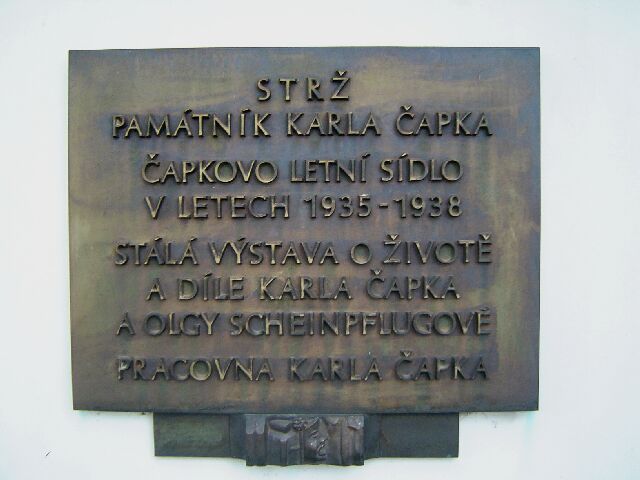 STRŽ
PAMÁTNÍK KARLA ČAPKA
ČAPKOVO LETNÍ SÍDLO
V LETECH 1935-1938
STÁLÁ VÝSTAVA O ŽIVOTĚ
A DÍLE KARLA ČAPKA
A OLGY SCHEINPFLUGOVÉ
PRACOVNA KARLA ČAPKA